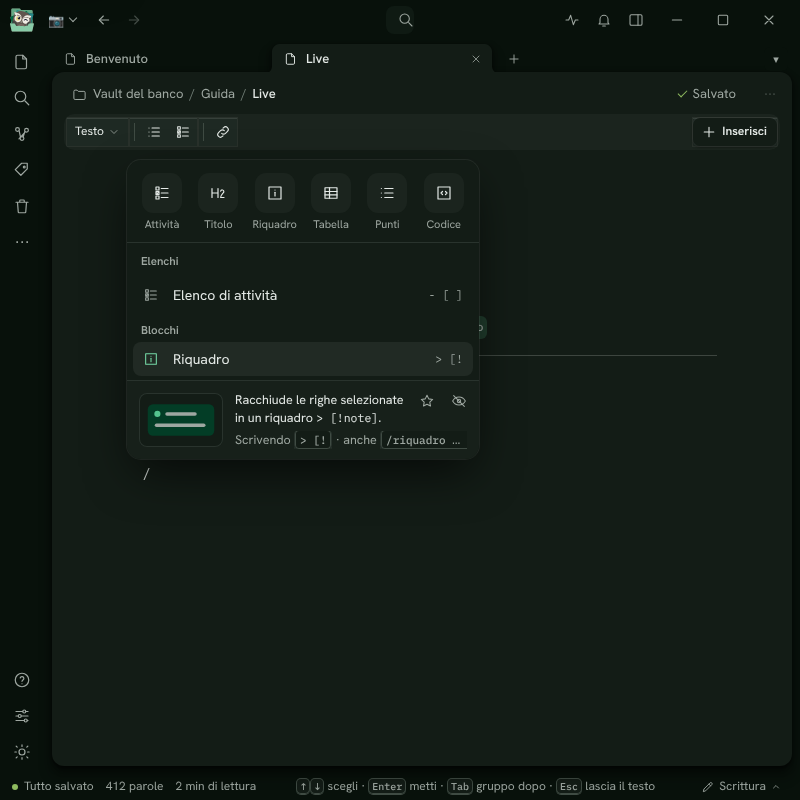 Benvenuto
Live
Vault del banco / Guida / Live
Salvato
Testo
Inserisci
Attività
Titolo
Riquadro
Tabella
Punti
Codice
Elenchi
Elenco di attività
- [ ]
Blocchi
Riquadro
> [!
Racchiude le righe selezionate
in un riquadro > [!note].
Scrivendo > [! · anche /riquadro …
/
Tutto salvato 412 parole 2 min di lettura
↑ ↓ scegli · Enter metti · Tab gruppo dopo · Esc lascia il testo
Scrittura